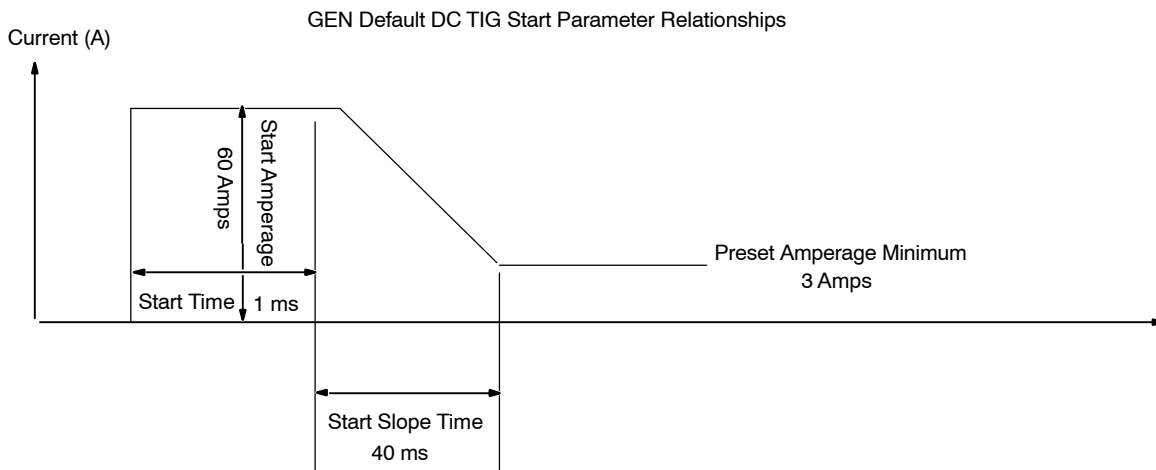 GEN Default DC TIG Start Parameter Relationships
Current (A)
Start Amperage
60 Amps
Start Time 1 ms
Preset Amperage Minimum
3 Amps
Start Slope Time
40 ms